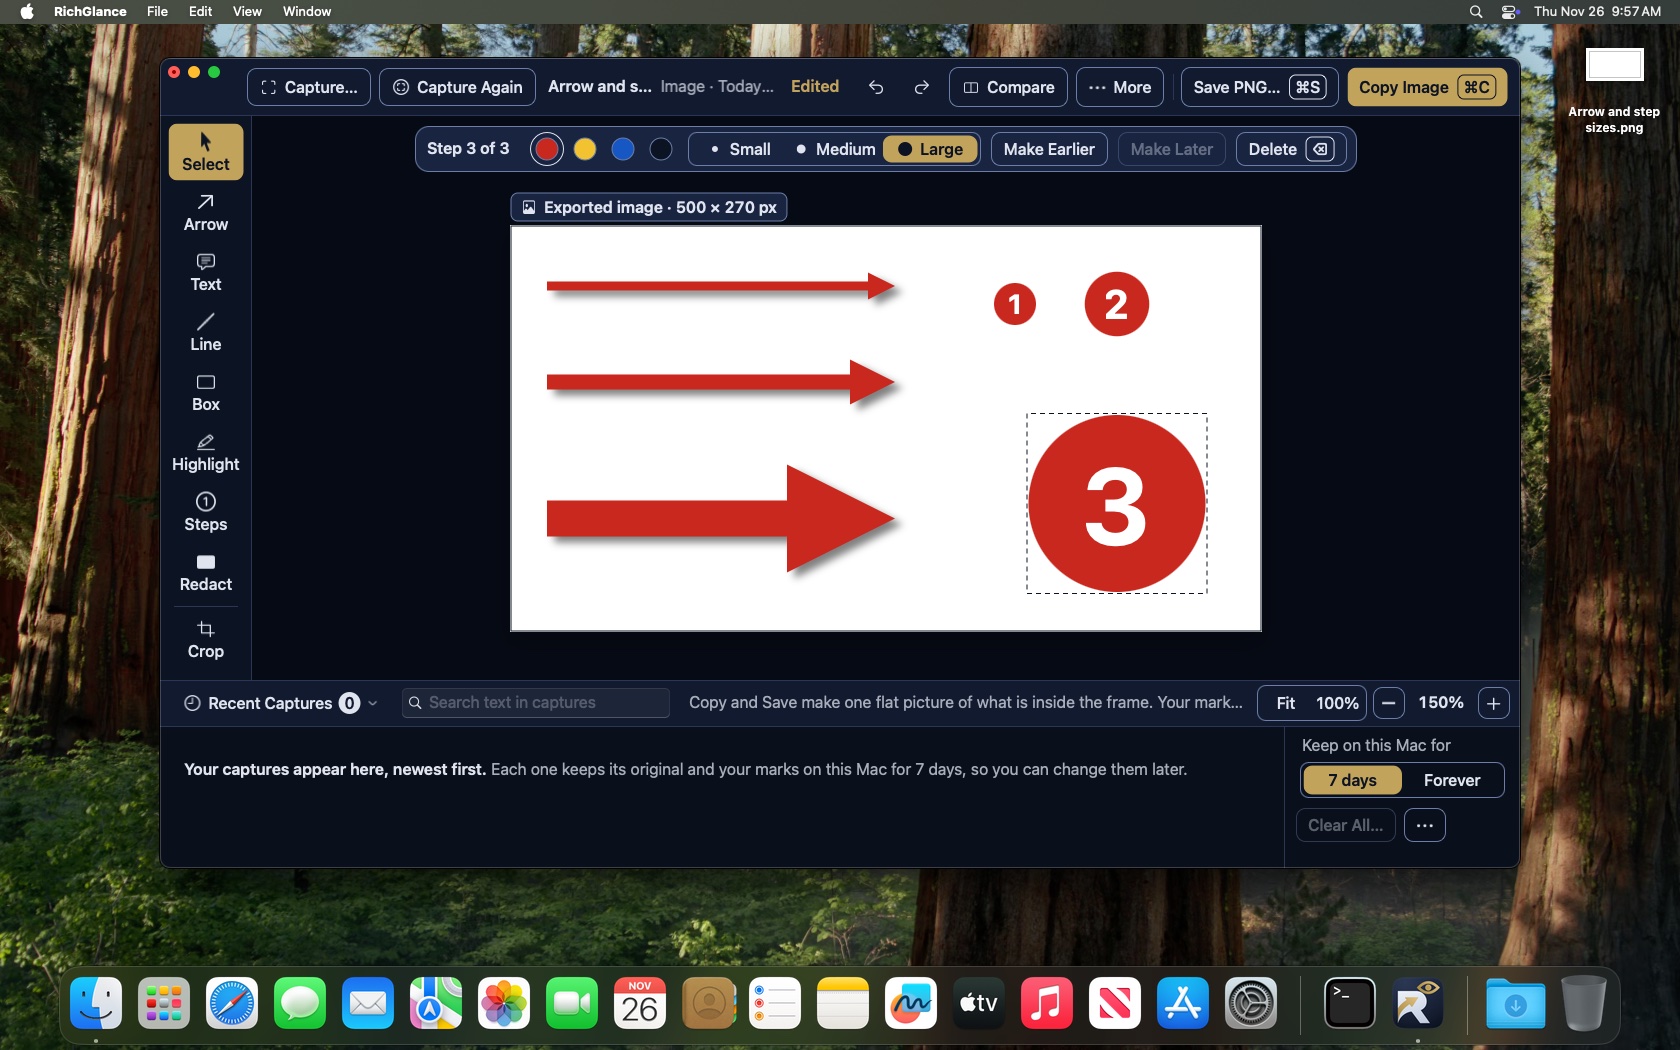 RichGlance File Edit View Window
Thu Nov 26 9:57 AM
Capture...
Capture Again
Arrow and s... Image · Today... Edited
Compare
More
Save PNG... ⌘S
Copy Image ⌘C
Arrow and step
sizes.png
Select
Arrow
Text
Line
Box
Highlight
1
Steps
Redact
Crop
Step 3 of 3
Small
Medium
Large
Make Earlier
Make Later
Delete
Exported image · 500 × 270 px
1
2
3
Recent Captures 0
Search text in captures
Copy and Save make one flat picture of what is inside the frame. Your mark...
Fit 100%
150%
Your captures appear here, newest first. Each one keeps its original and your marks on this Mac for 7 days, so you can change them later.
Keep on this Mac for
7 days Forever
Clear All...
NOV
26
tv
>_